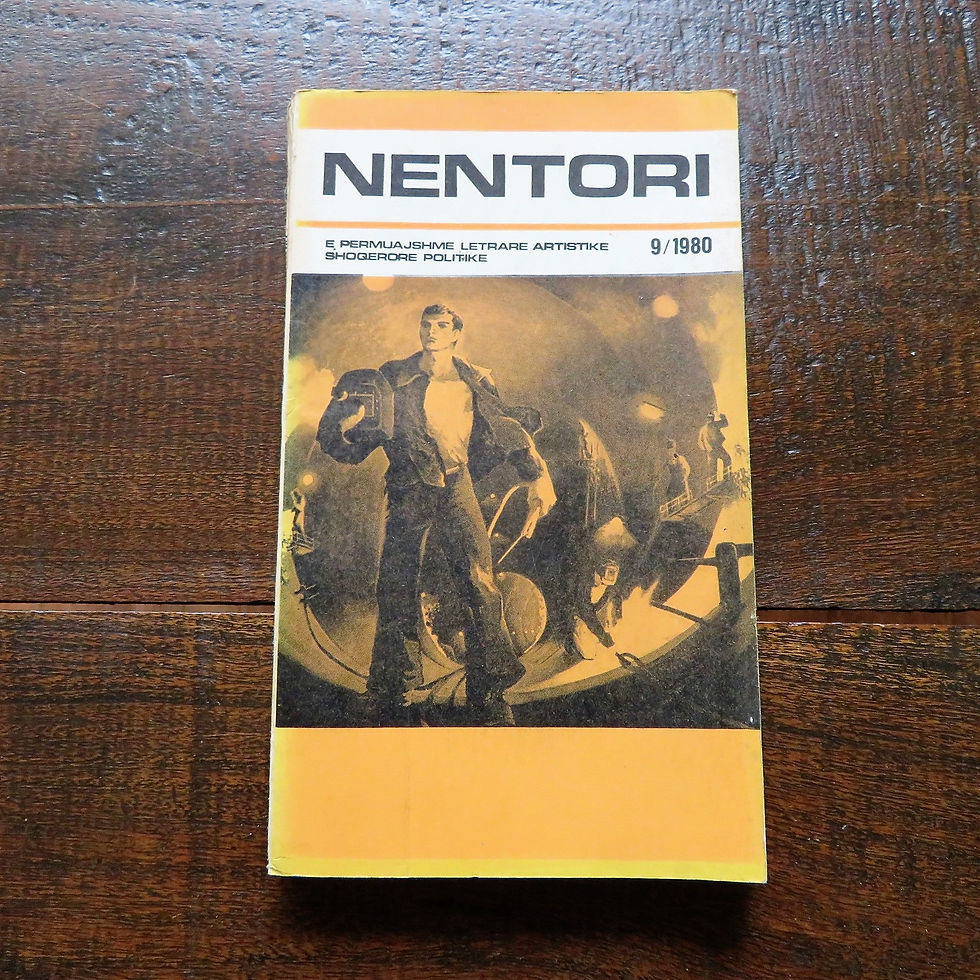 NENTORI
E PERMUAJSHME LETRARE ARTISTIKE
SHOQERORE POLITIKE
9/1980